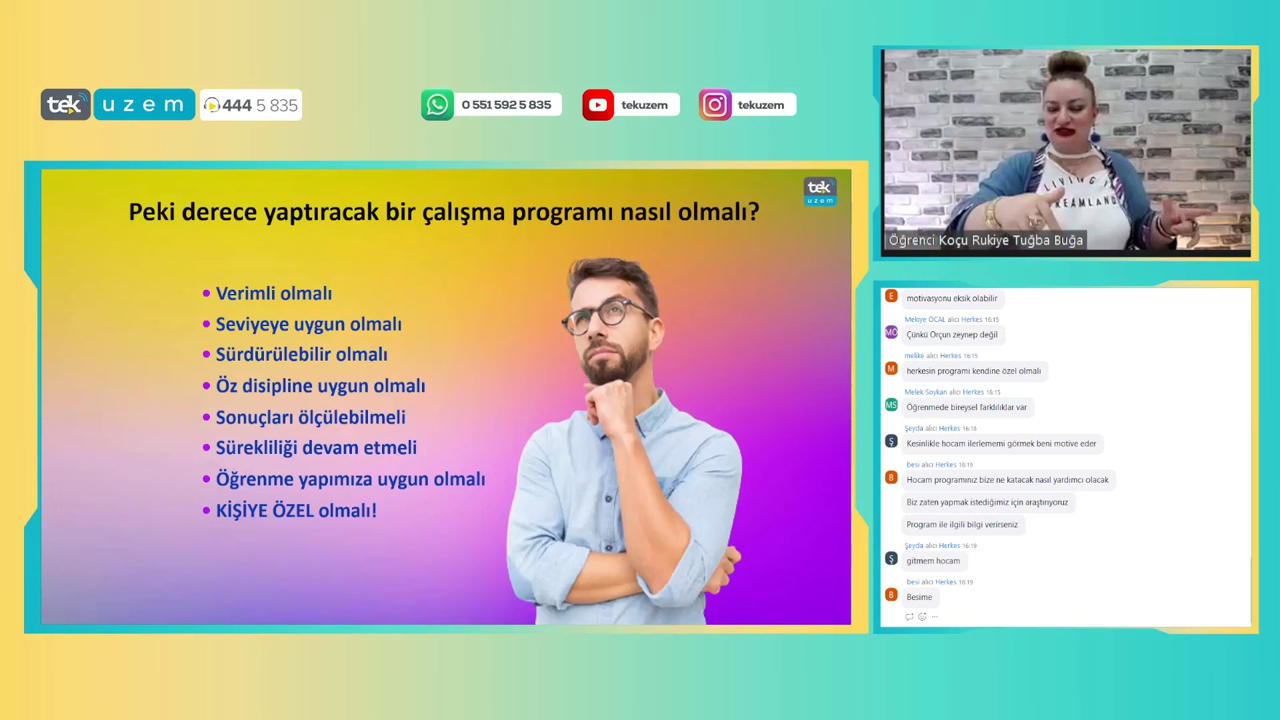 tek uzem 444 5 835
0 551 592 5 835
tekuzem
tekuzem
tek
uzem
Peki derece yaptıracak bir çalışma programı nasıl olmalı?
• Verimli olmalı
• Seviyeye uygun olmalı
• Sürdürülebilir olmalı
• Öz disipline uygun olmalı
• Sonuçları ölçülebilmeli
• Sürekliliği devam etmeli
• Öğrenme yapımıza uygun olmalı
• KİŞİYE ÖZEL olmalı!
LIVING
REAMLAND
Öğrenci Koçu Rukiye Tuğba Buğa
E
motivasyonu eksik olabilir
Mekiye ÖCAL alıcı Herkes 16:15
MÖ
Çünkü Orçun zeynep değil
melike alıcı Herkes 16:15
M
herkesin programı kendine özel olmalı
Melek Soykan alıcı Herkes 16:15
MS
Öğrenmede bireysel farklılıklar var
Şeyda alıcı Herkes 16:18
Ş
Kesinlikle hocam ilerlememi görmek beni motive eder
besi alıcı Herkes 16:19
B
Hocam programınız bize ne katacak nasıl yardımcı olacak
Biz zaten yapmak istediğimiz için araştırıyoruz
Program ile ilgili bilgi verirseniz
Şeyda alıcı Herkes 16:19
Ş
gitmem hocam
besi alıcı Herkes 16:19
B
Besime